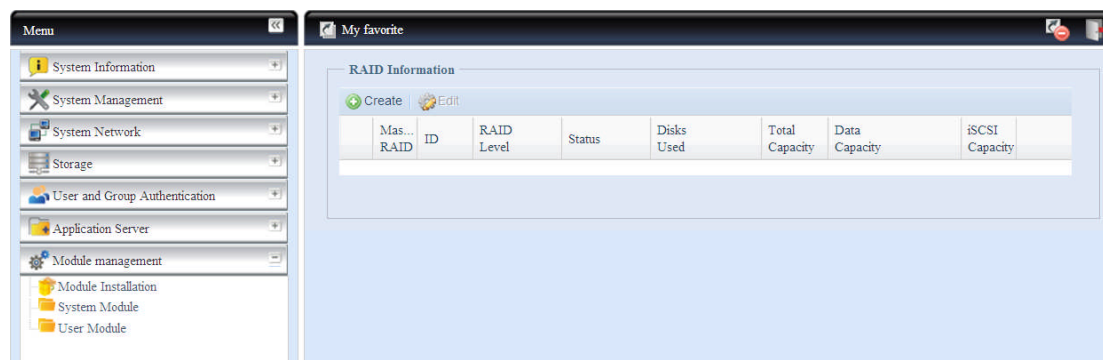 Menu
System Information
System Management
System Network
Storage
User and Group Authentication
Application Server
Module management
Module Installation
System Module
User Module
My favorite
RAID Information
Create Edit
Mas... RAID ID RAID Level Status Disks Used Total Capacity Data Capacity iSCSI Capacity